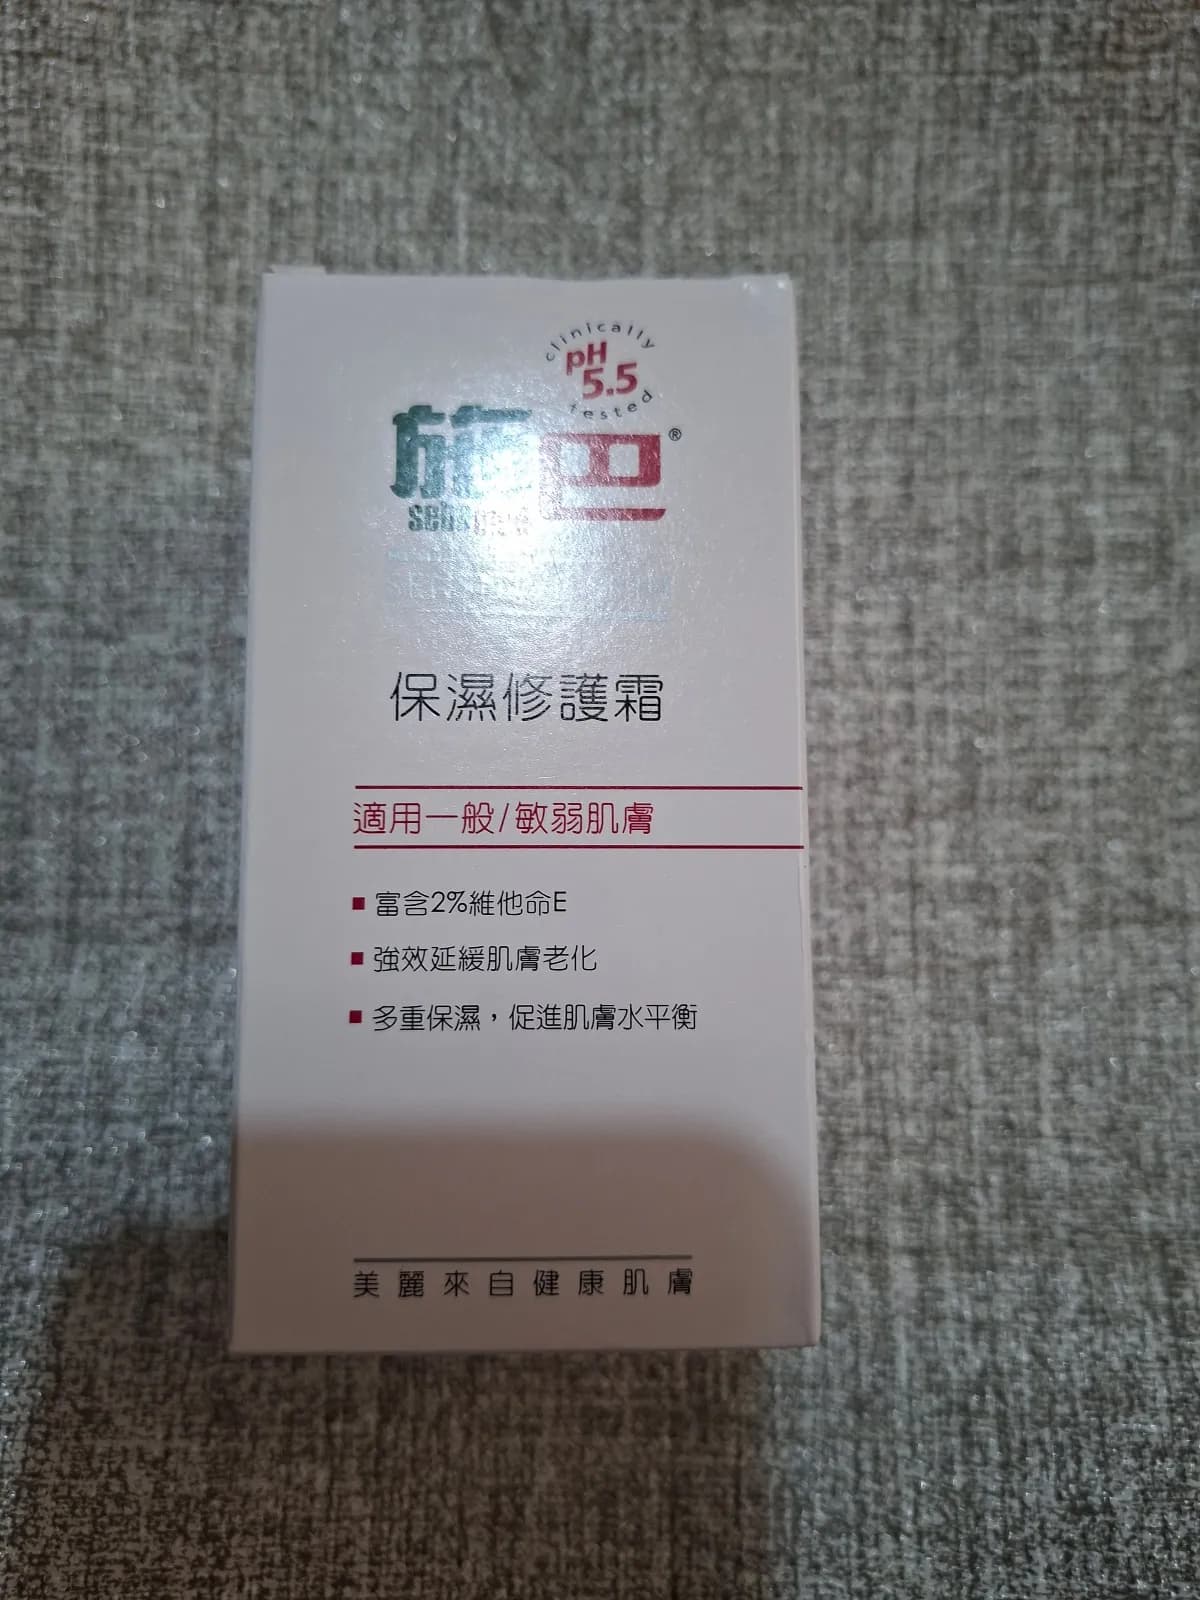 clinically
pH
5.5
tested
施巴®
保濕修護霜
適用一般/敏弱肌膚
■ 富含2%維他命E
■ 強效延緩肌膚老化
■ 多重保濕，促進肌膚水平衡
美麗來自健康肌膚